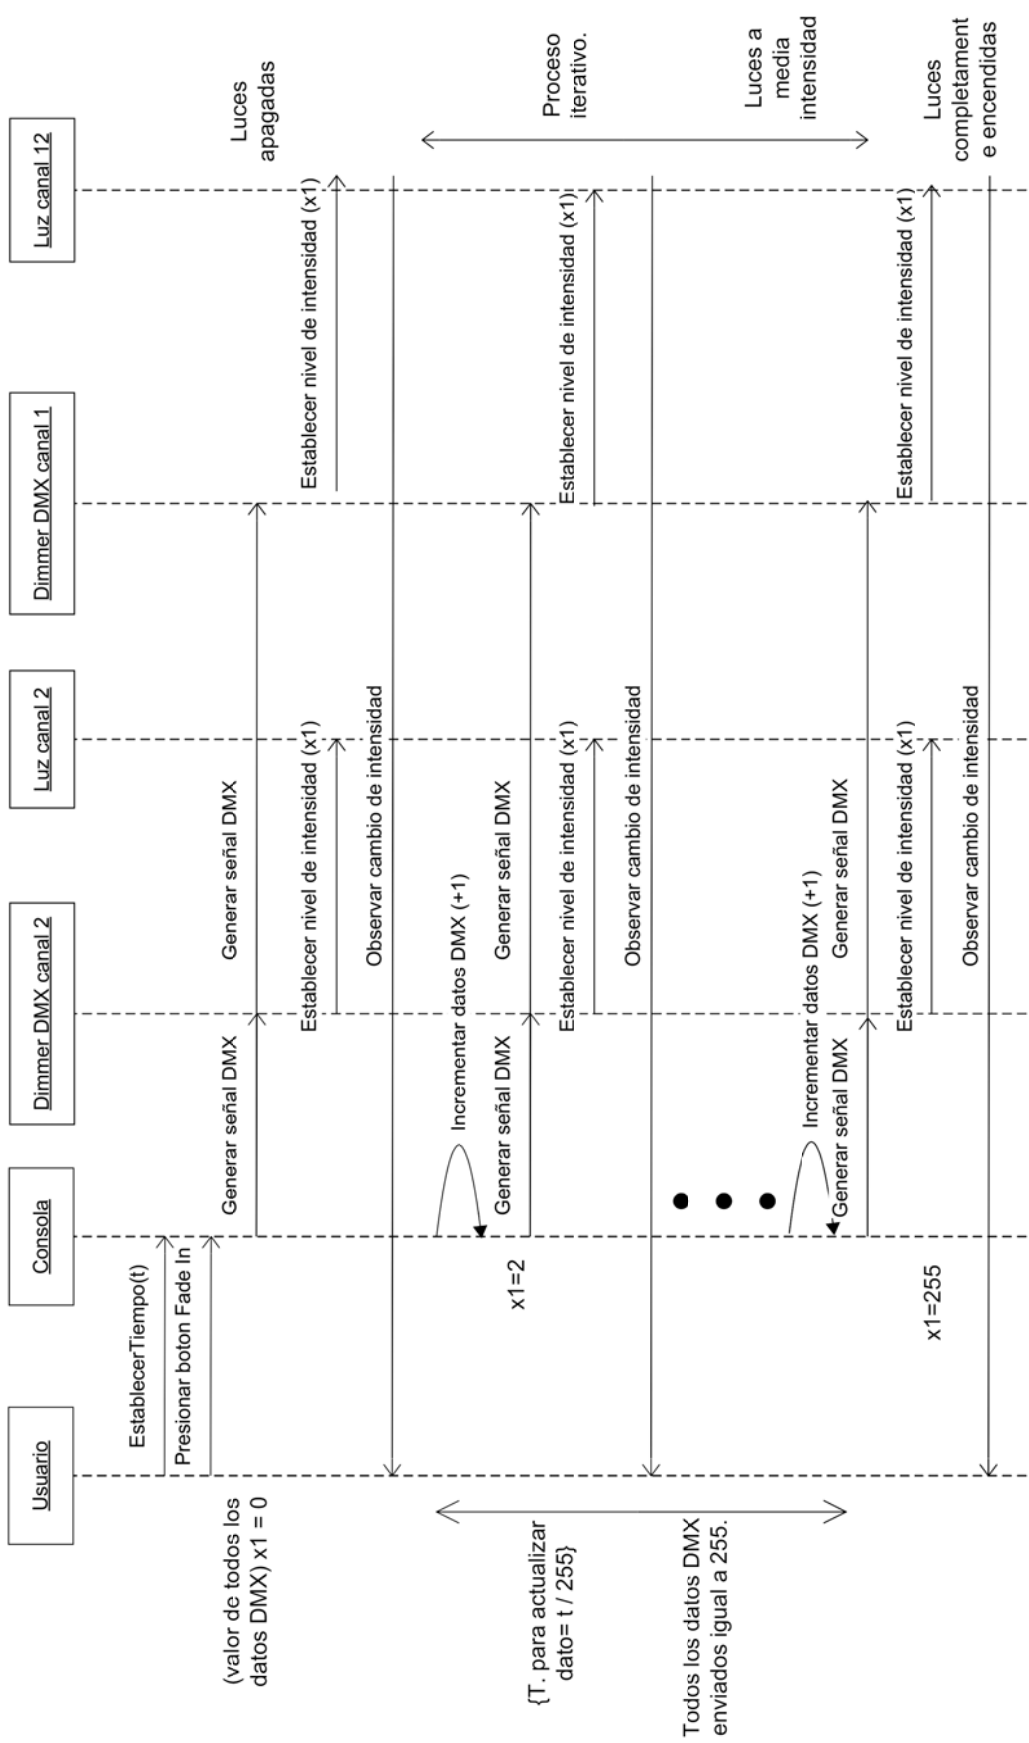 Usuario
Consola
Dimmer DMX canal 2
Luz canal 2
Dimmer DMX canal 1
Luz canal 12
EstablecerTiempo(t)
Presionar boton Fade In
(valor de todos los
datos DMX) x1 = 0
Generar señal DMX
Generar señal DMX
Luces
apagadas
Establecer nivel de intensidad (x1)
Establecer nivel de intensidad (x1)
Observar cambio de intensidad
Incrementar datos DMX (+1)
x1=2
Generar señal DMX
Generar señal DMX
{T. para actualizar
dato= t / 255}
Establecer nivel de intensidad (x1)
Establecer nivel de intensidad (x1)
Proceso
iterativo.
Observar cambio de intensidad
Todos los datos DMX
enviados igual a 255.
Luces a
media
intensidad
Incrementar datos DMX (+1)
Generar señal DMX
Generar señal DMX
x1=255
Establecer nivel de intensidad (x1)
Establecer nivel de intensidad (x1)
Luces
completament
e encendidas
Observar cambio de intensidad